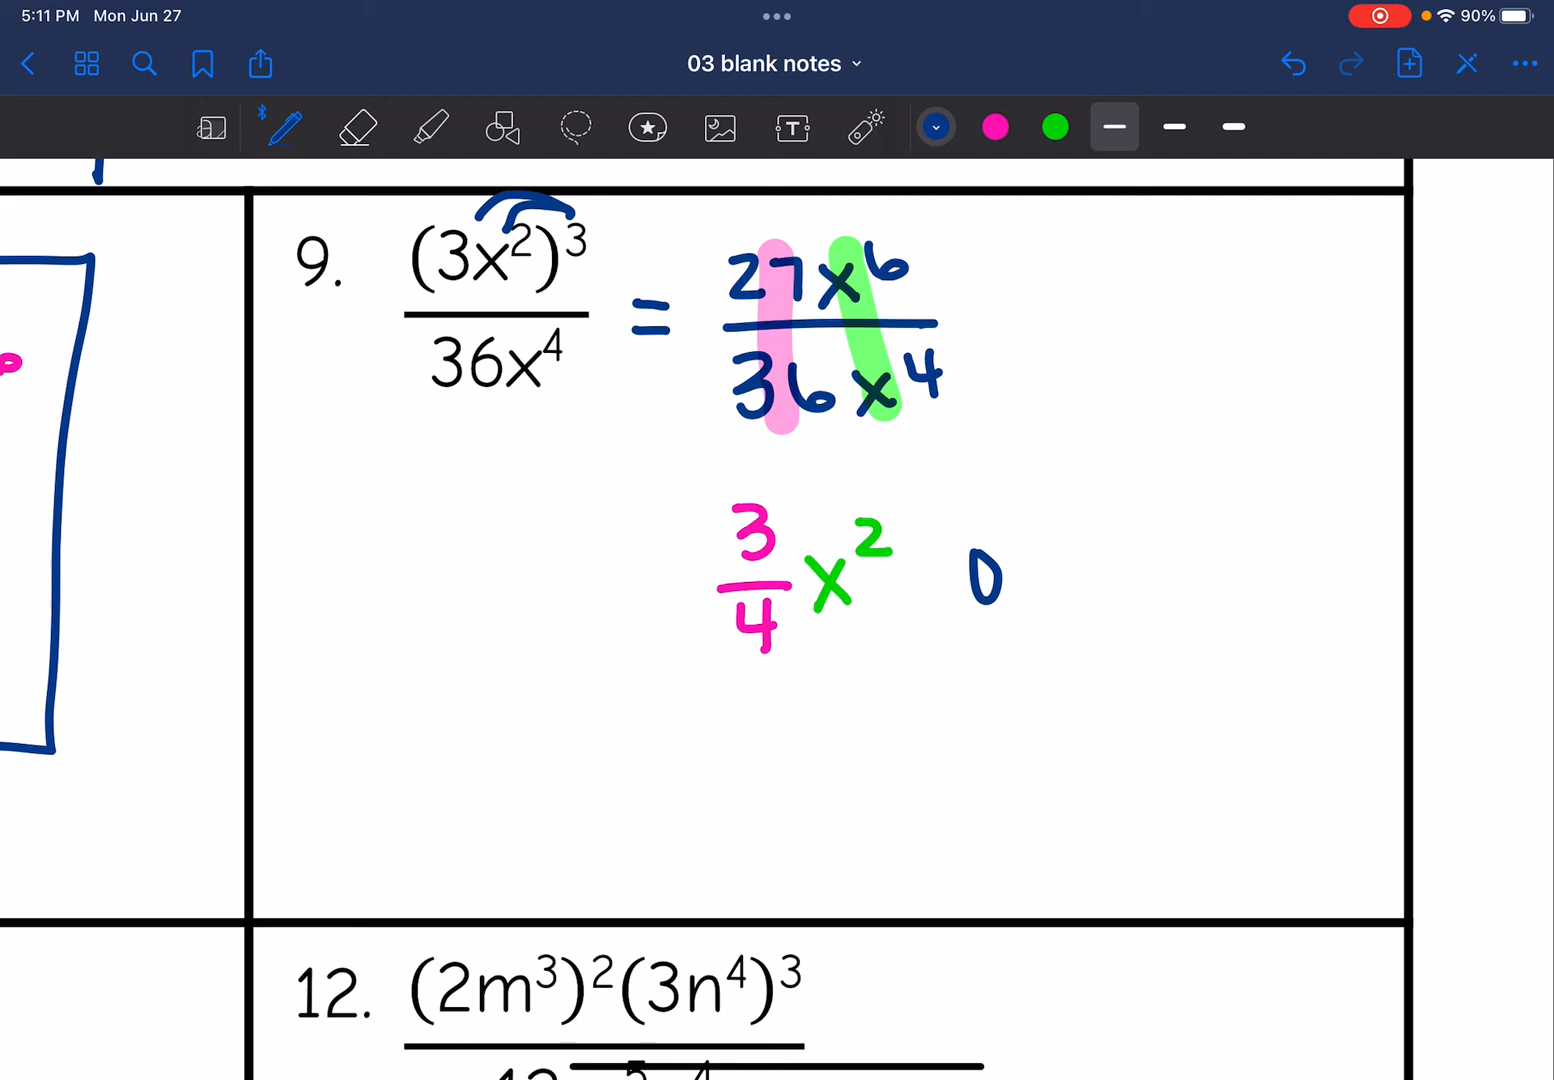 5:11 PM Mon Jun 27
90%
03 blank notes
9. (3x²)³ / 36x⁴ = 27x⁶ / 36x⁴
3/4 x² 0
12. (2m³)²(3n⁴)³